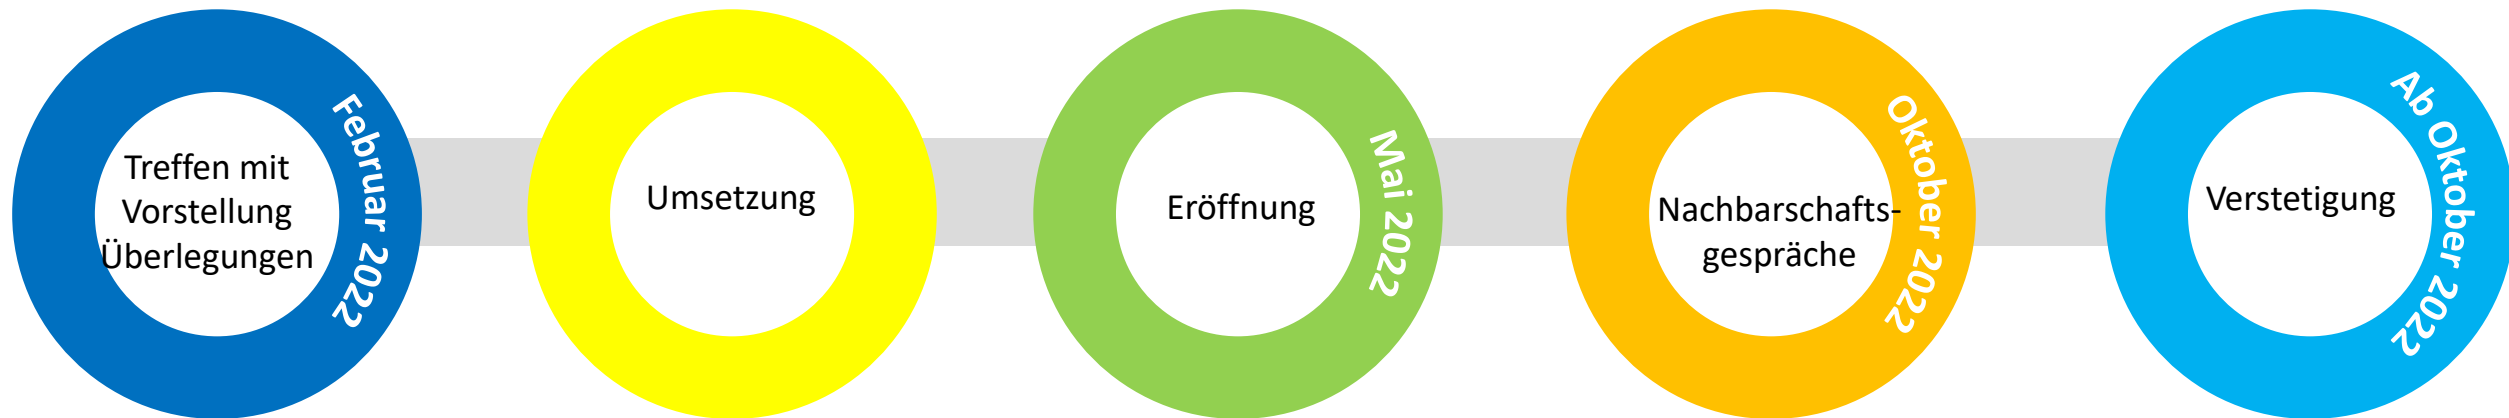 Treffen mit
Vorstellung
Überlegungen
Februar 2022
Umsetzung
Eröffnung
Mai 2022
Nachbarschafts-
gespräche
Oktober 2022
Verstetigung
Ab Oktober 2022